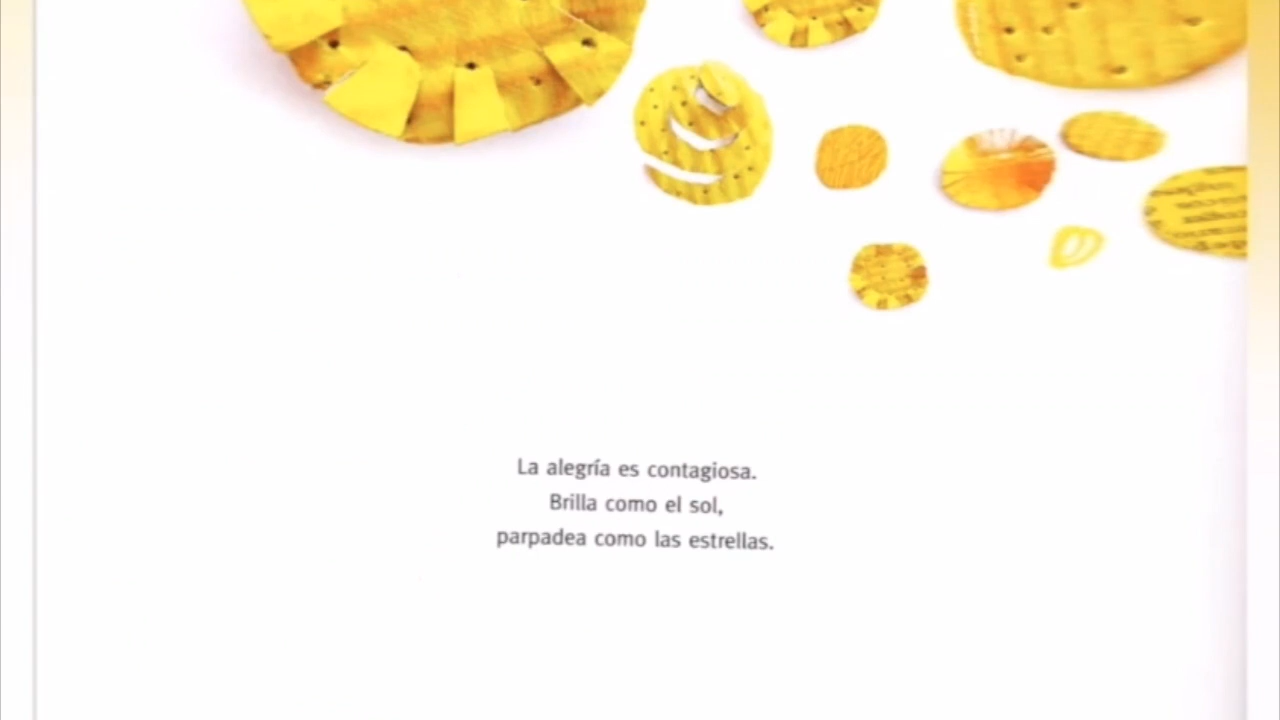 La alegría es contagiosa.
Brilla como el sol,
parpadea como las estrellas.